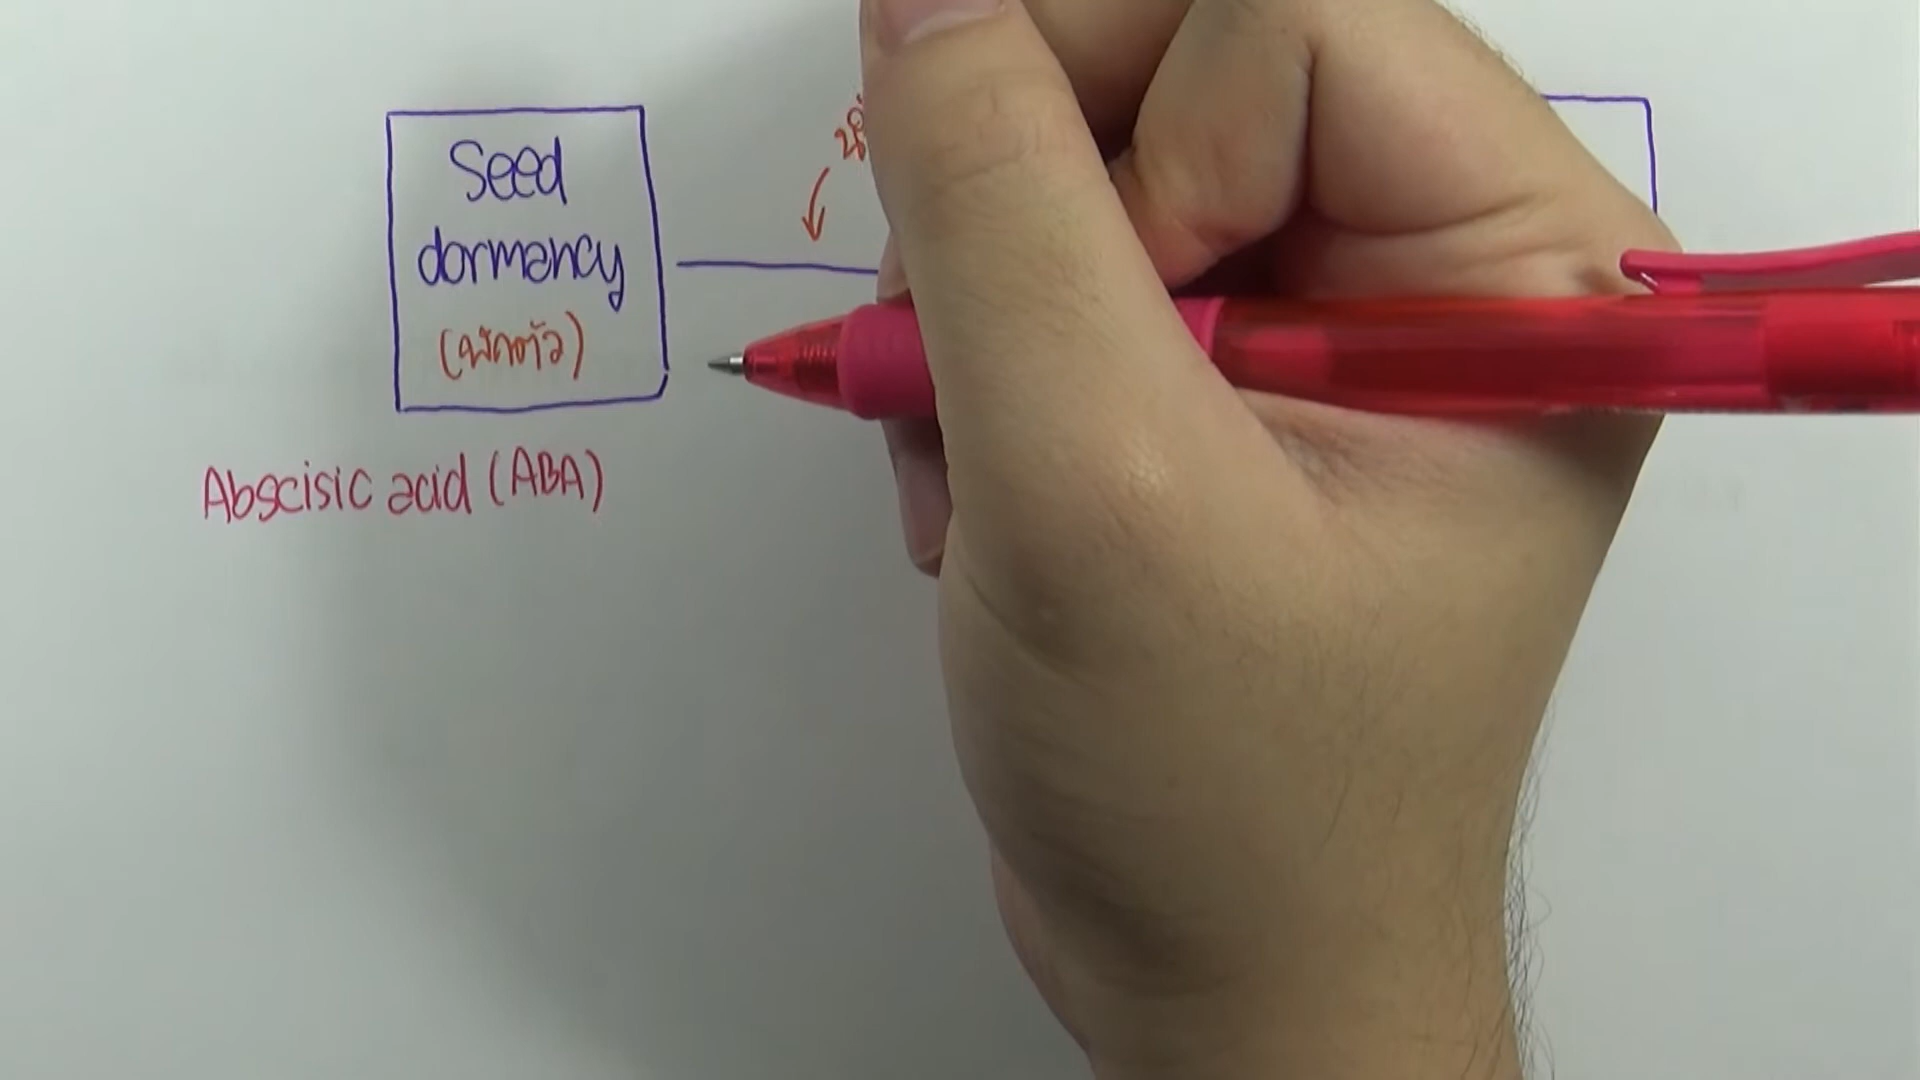 Seed
dormancy
(พักตัว)
Abscisic acid (ABA)